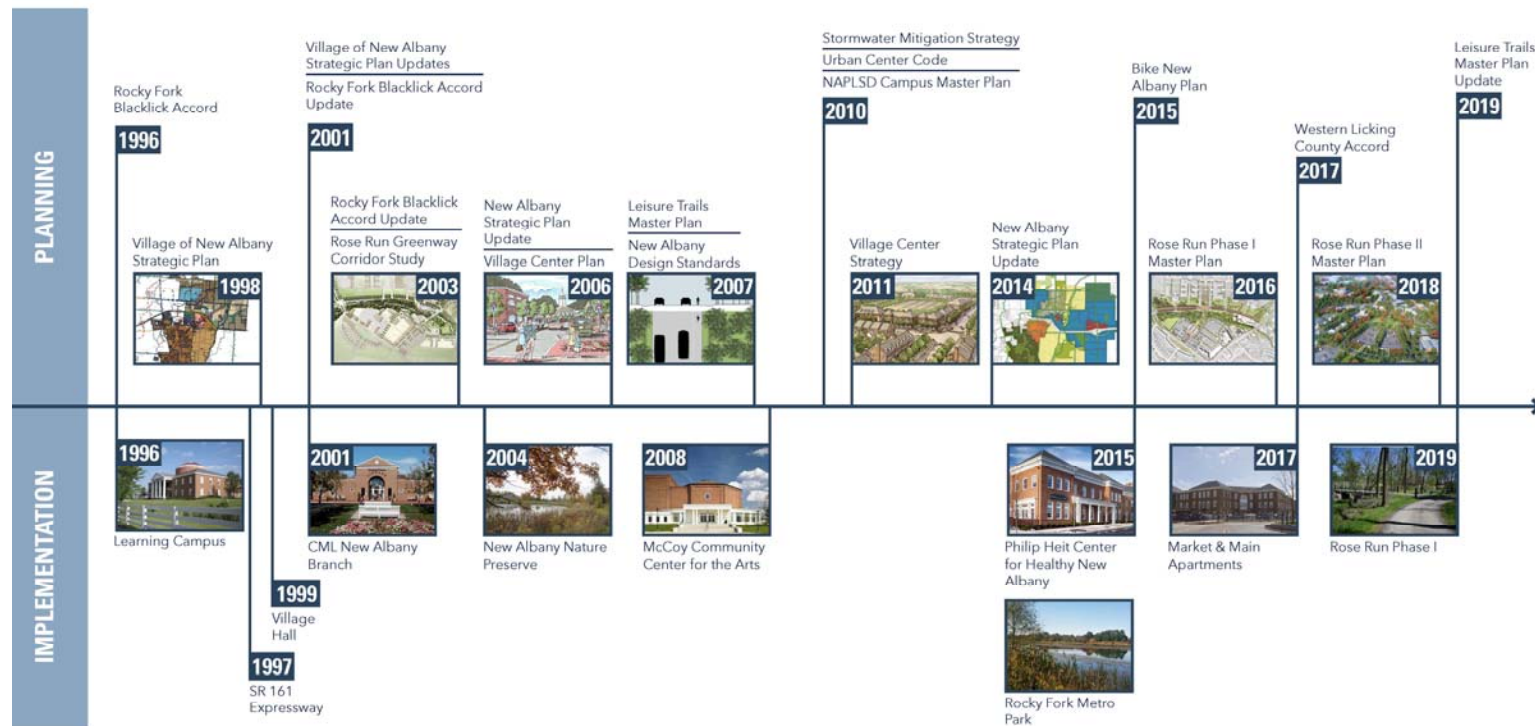 PLANNING
Rocky Fork
Blacklick Accord
1996
Village of New Albany
Strategic Plan
1998
Village of New Albany
Strategic Plan Updates
Rocky Fork Blacklick Accord
Update
2001
Rocky Fork Blacklick
Accord Update
Rose Run Greenway
Corridor Study
2003
New Albany
Strategic Plan
Update
Village Center Plan
2006
Leisure Trails
Master Plan
New Albany
Design Standards
2007
Stormwater Mitigation Strategy
Urban Center Code
NAPLSD Campus Master Plan
2010
Village Center
Strategy
2011
New Albany
Strategic Plan
Update
2014
Bike New
Albany Plan
2015
Rose Run Phase I
Master Plan
2016
Western Licking
County Accord
2017
Rose Run Phase II
Master Plan
2018
Leisure Trails
Master Plan
Update
2019
IMPLEMENTATION
1996
Learning Campus
1997
SR 161
Expressway
1999
Village
Hall
2001
CML New Albany
Branch
2004
New Albany Nature
Preserve
2008
McCoy Community
Center for the Arts
2015
Philip Heit Center
for Healthy New
Albany
Rocky Fork Metro
Park
2017
Market & Main
Apartments
2019
Rose Run Phase I